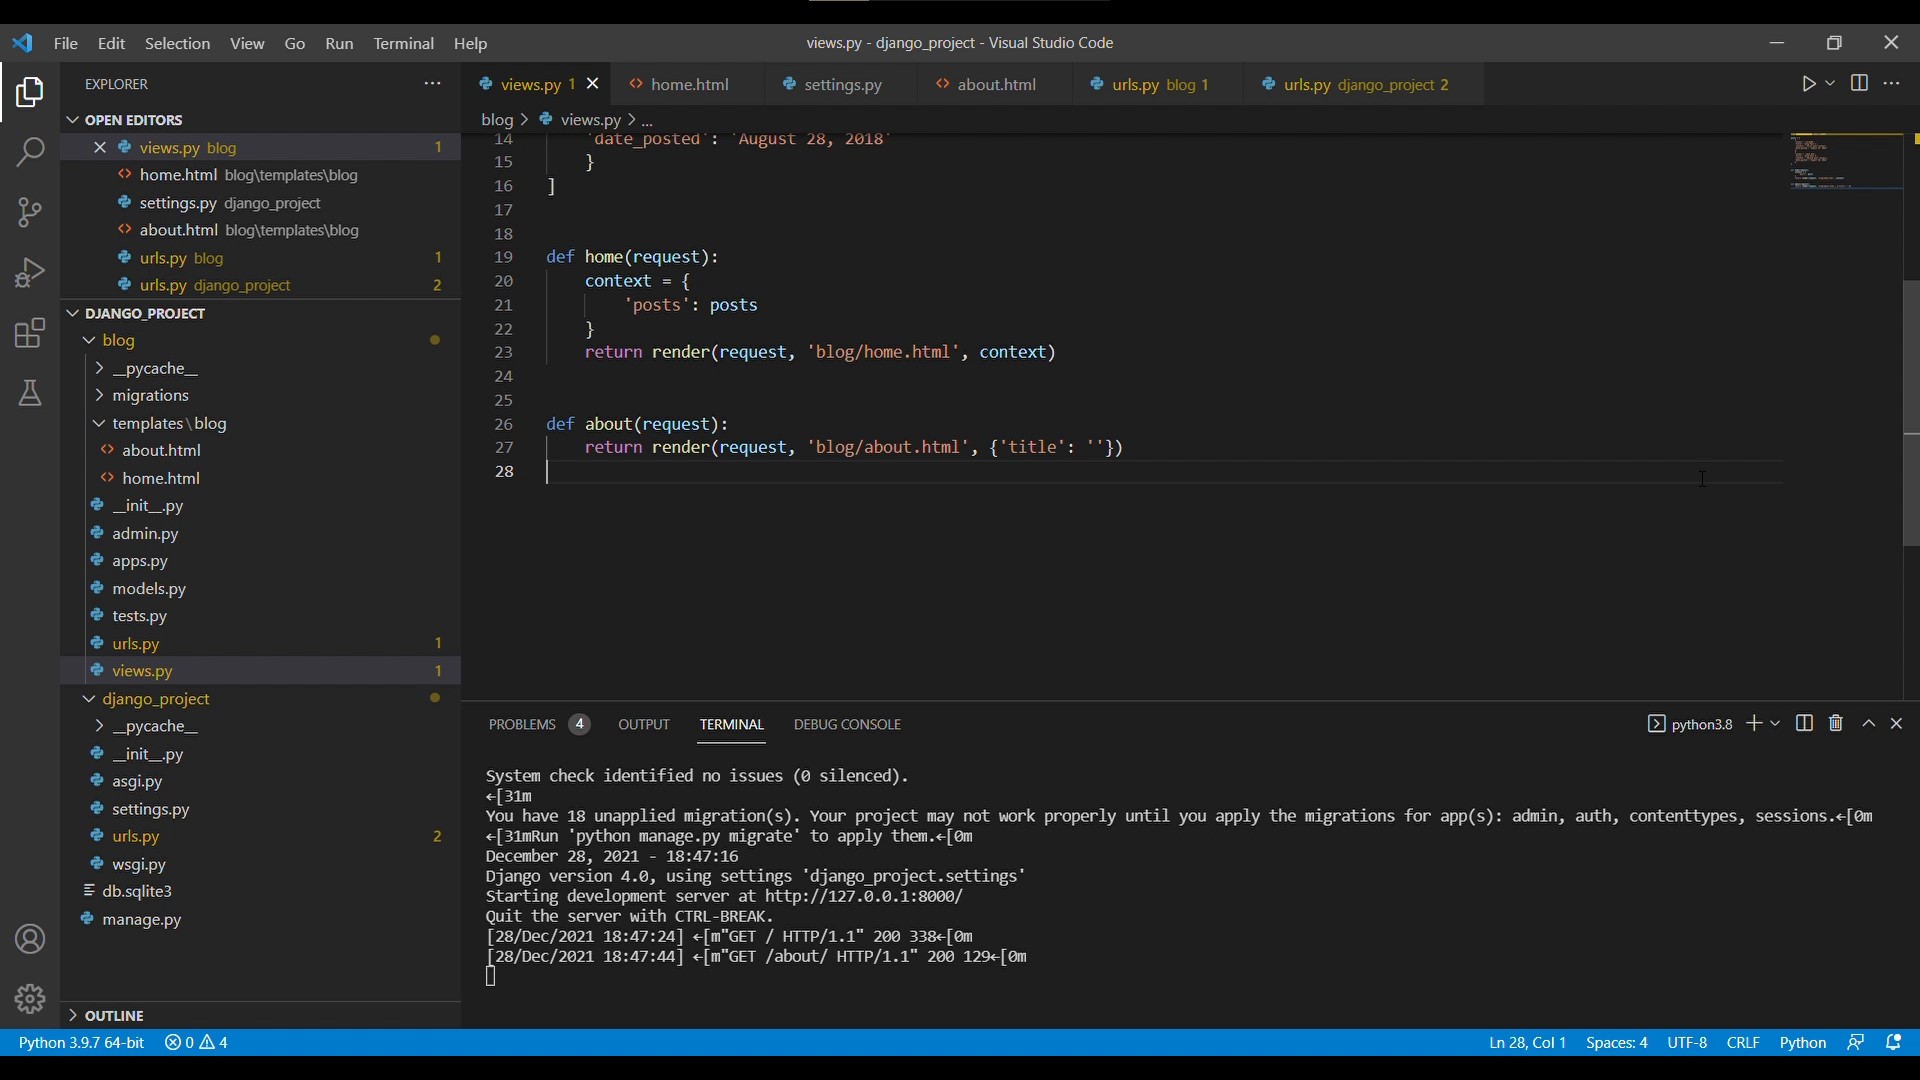 File Edit Selection View Go Run Terminal Help
views.py - django_project - Visual Studio Code
EXPLORER
OPEN EDITORS
views.py blog 1
home.html blog\templates\blog
settings.py django_project
about.html blog\templates\blog
urls.py blog 1
urls.py django_project 2
DJANGO_PROJECT
blog
__pycache__
migrations
templates\blog
about.html
home.html
__init__.py
admin.py
apps.py
models.py
tests.py
urls.py 1
views.py 1
django_project
__pycache__
__init__.py
asgi.py
settings.py
urls.py 2
wsgi.py
db.sqlite3
manage.py
OUTLINE
views.py 1 home.html settings.py about.html urls.py blog 1 urls.py django_project 2
blog > views.py > ...
14 'date_posted': 'August 28, 2018'
15 }
16 ]
17
18
19 def home(request):
20 context = {
21 'posts': posts
22 }
23 return render(request, 'blog/home.html', context)
24
25
26 def about(request):
27 return render(request, 'blog/about.html', {'title': ''})
28
PROBLEMS 4 OUTPUT TERMINAL DEBUG CONSOLE python3.8
System check identified no issues (0 silenced).
←[31m
You have 18 unapplied migration(s). Your project may not work properly until you apply the migrations for app(s): admin, auth, contenttypes, sessions.←[0m
←[31mRun 'python manage.py migrate' to apply them.←[0m
December 28, 2021 - 18:47:16
Django version 4.0, using settings 'django_project.settings'
Starting development server at http://127.0.0.1:8000/
Quit the server with CTRL-BREAK.
[28/Dec/2021 18:47:24] ←[m"GET / HTTP/1.1" 200 338←[0m
[28/Dec/2021 18:47:44] ←[m"GET /about/ HTTP/1.1" 200 129←[0m
Python 3.9.7 64-bit 0 4 Ln 28, Col 1 Spaces: 4 UTF-8 CRLF Python